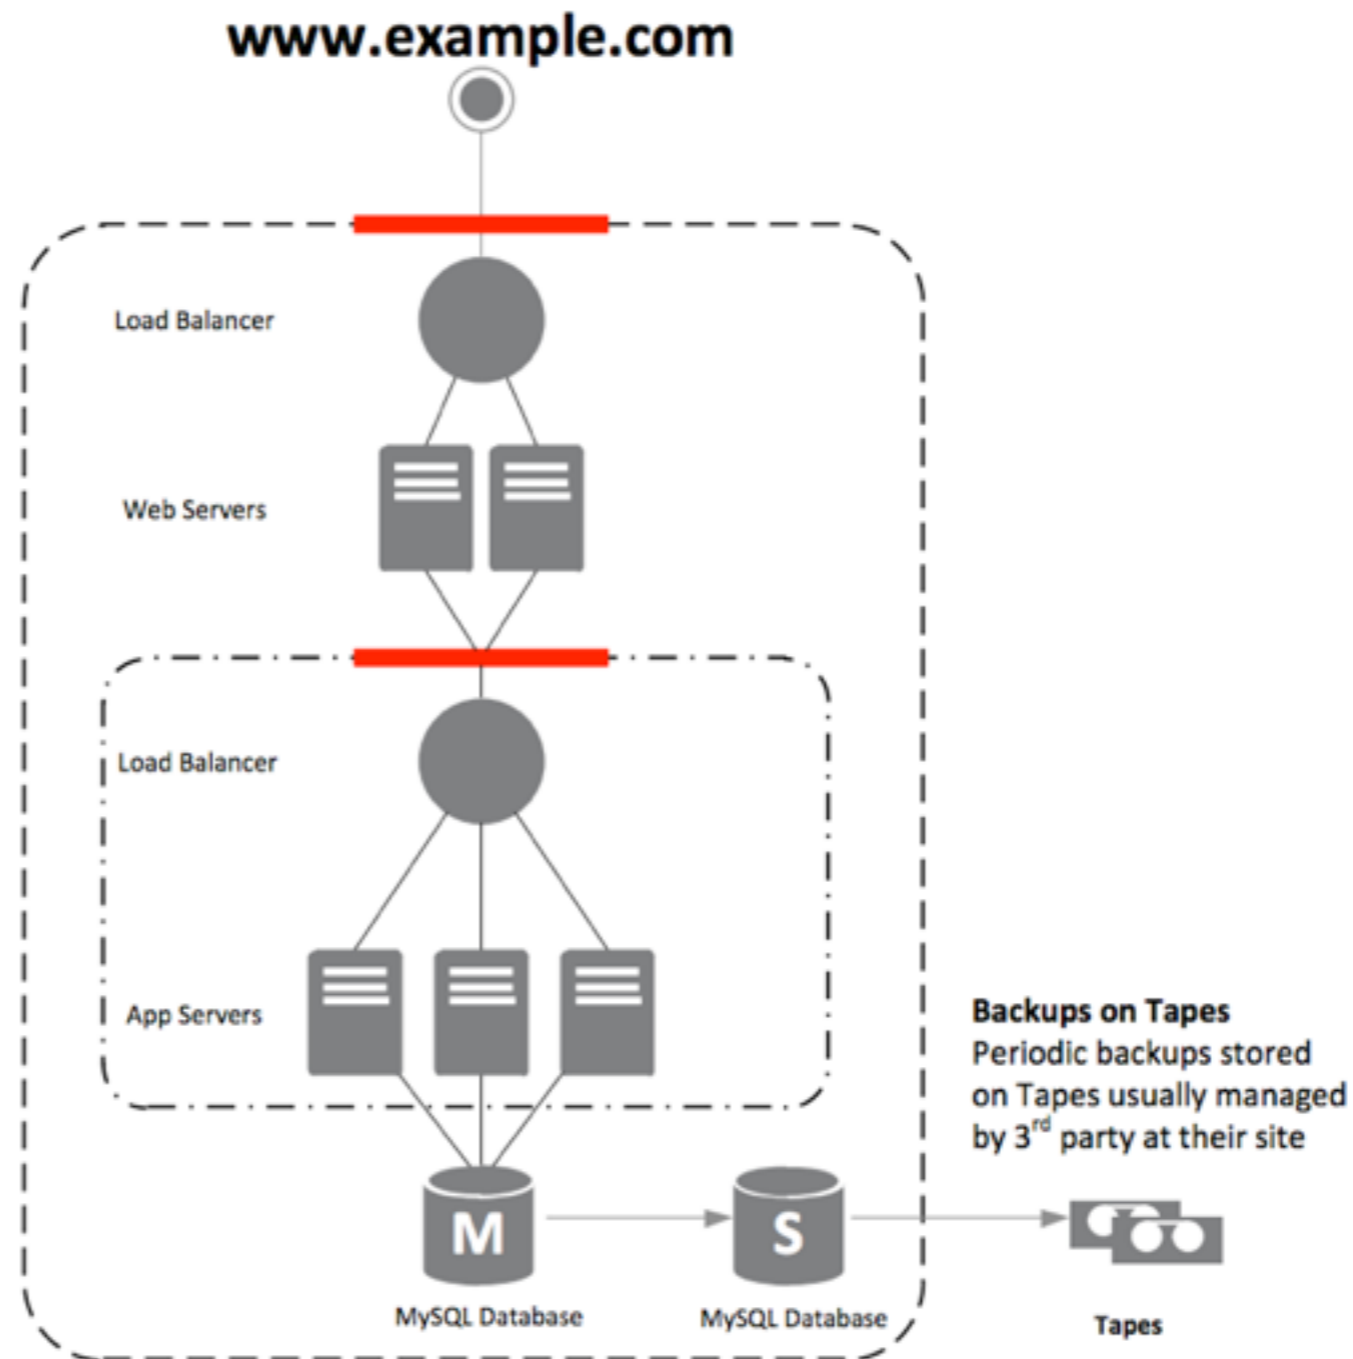 www.example.com
Load Balancer
Web Servers
Load Balancer
App Servers
Backups on Tapes
Periodic backups stored
on Tapes usually managed
by 3rd party at their site
M
S
MySQL Database
MySQL Database
Tapes